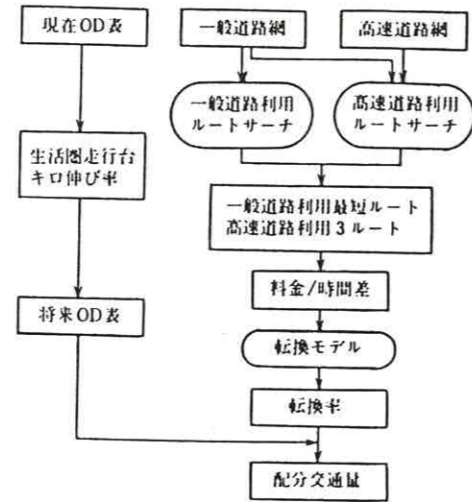 現在OD表
一般道路網
高速道路網
一般道路利用
ルートサーチ
高速道路利用
ルートサーチ
生活圏走行台
キロ伸び率
一般道路利用最短ルート
高速道路利用3ルート
料金/時間差
将来OD表
転換モデル
転換率
配分交通量